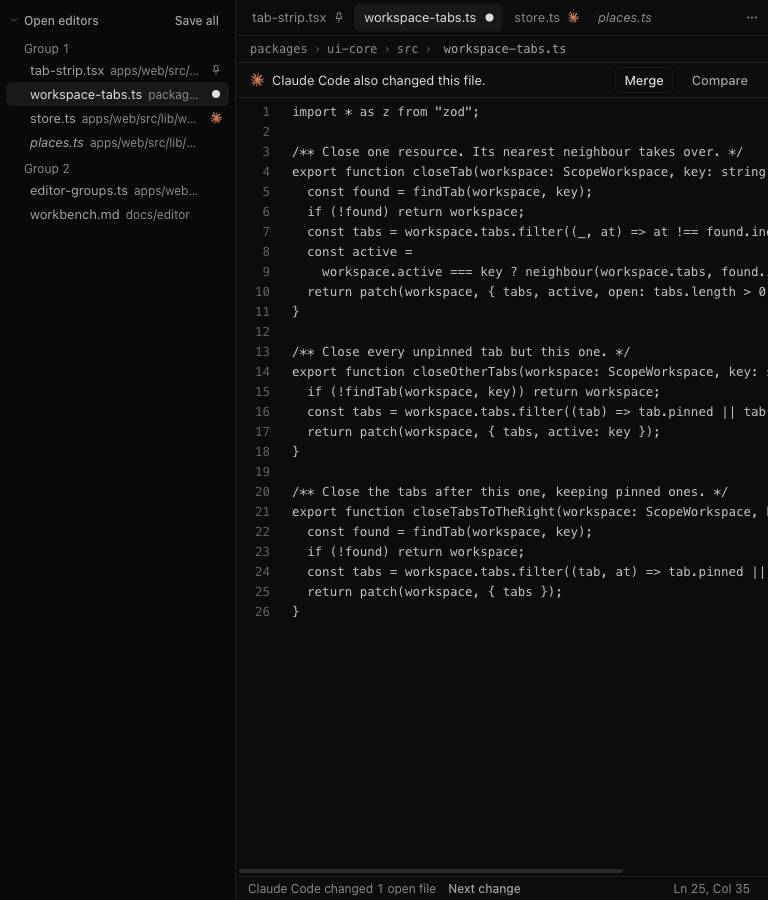 Open editors Save all
Group 1
tab-strip.tsx apps/web/src/...
workspace-tabs.ts packag...
store.ts apps/web/src/lib/w...
places.ts apps/web/src/lib/...
Group 2
editor-groups.ts apps/web...
workbench.md docs/editor
tab-strip.tsx workspace-tabs.ts store.ts places.ts ...
packages › ui-core › src › workspace-tabs.ts
Claude Code also changed this file. Merge Compare
1 import * as z from "zod";
2
3 /** Close one resource. Its nearest neighbour takes over. */
4 export function closeTab(workspace: ScopeWorkspace, key: string
5   const found = findTab(workspace, key);
6   if (!found) return workspace;
7   const tabs = workspace.tabs.filter((_, at) => at !== found.in
8   const active =
9     workspace.active === key ? neighbour(workspace.tabs, found.
10   return patch(workspace, { tabs, active, open: tabs.length > 0
11 }
12
13 /** Close every unpinned tab but this one. */
14 export function closeOtherTabs(workspace: ScopeWorkspace, key:
15   if (!findTab(workspace, key)) return workspace;
16   const tabs = workspace.tabs.filter((tab) => tab.pinned || tab
17   return patch(workspace, { tabs, active: key });
18 }
19
20 /** Close the tabs after this one, keeping pinned ones. */
21 export function closeTabsToTheRight(workspace: ScopeWorkspace,
22   const found = findTab(workspace, key);
23   if (!found) return workspace;
24   const tabs = workspace.tabs.filter((tab, at) => tab.pinned ||
25   return patch(workspace, { tabs });
26 }
Claude Code changed 1 open file Next change Ln 25, Col 35